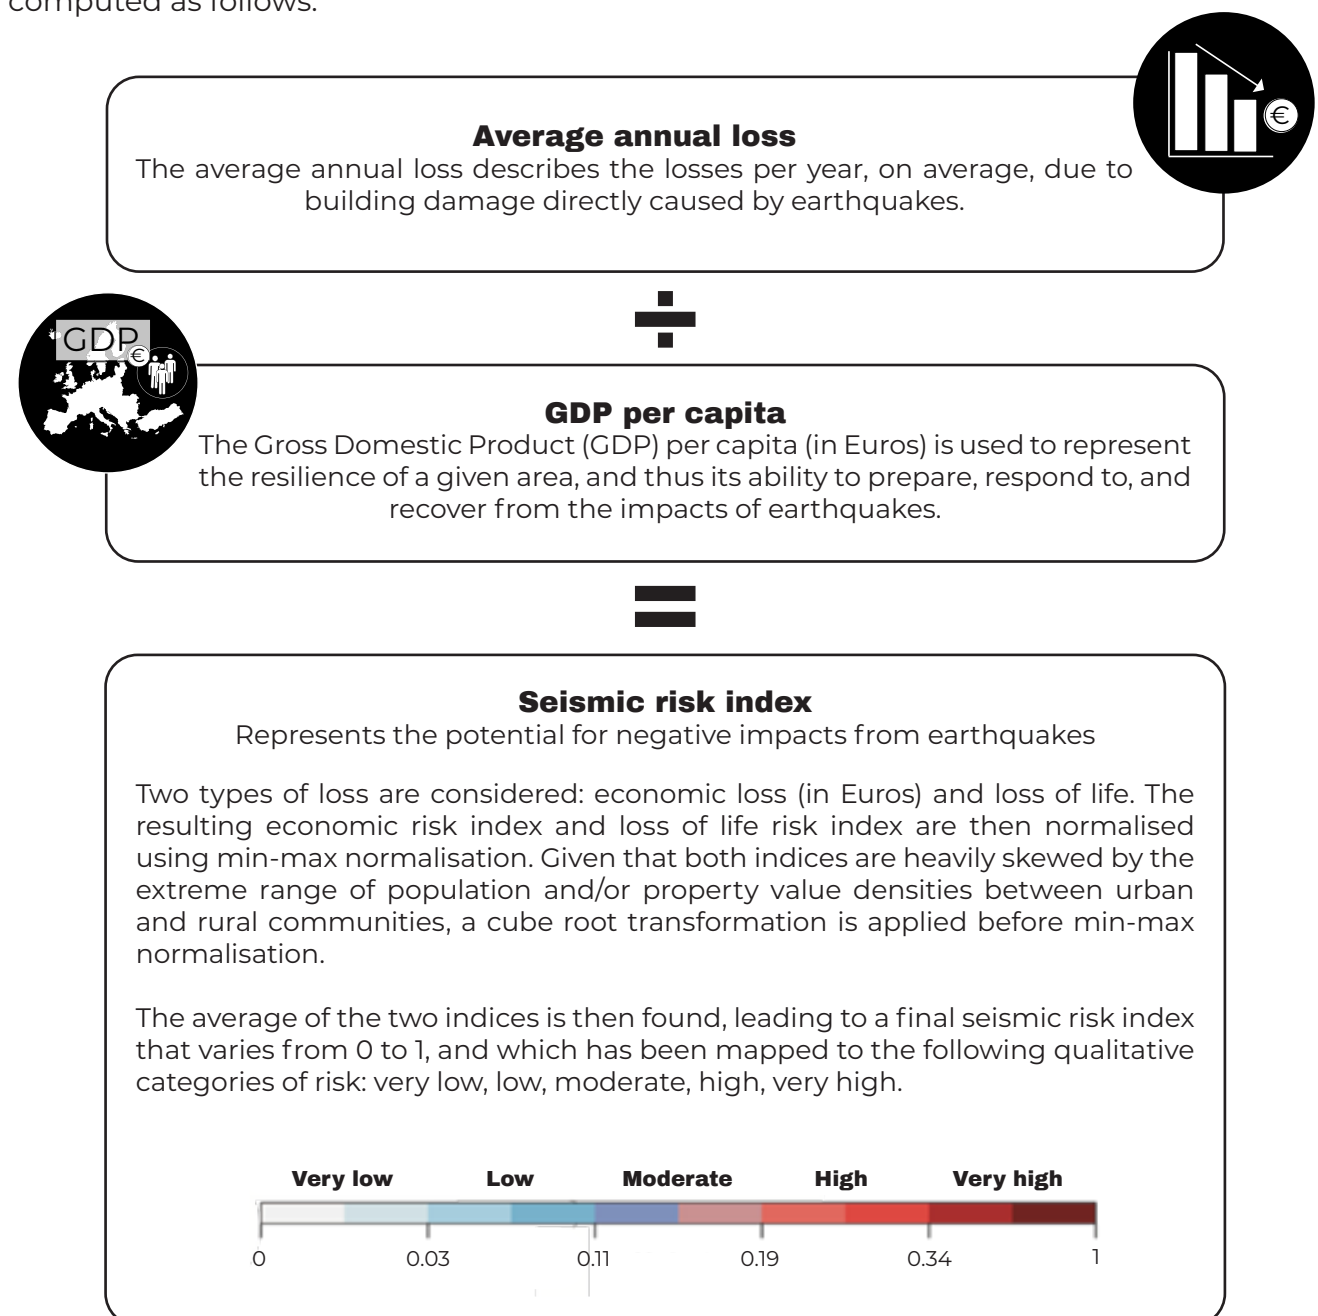 computed as follows:
€
Average annual loss
The average annual loss describes the losses per year, on average, due to
building damage directly caused by earthquakes.
÷
GDP
€
GDP per capita
The Gross Domestic Product (GDP) per capita (in Euros) is used to represent
the resilience of a given area, and thus its ability to prepare, respond to, and
recover from the impacts of earthquakes.
=
Seismic risk index
Represents the potential for negative impacts from earthquakes
Two types of loss are considered: economic loss (in Euros) and loss of life. The
resulting economic risk index and loss of life risk index are then normalised
using min-max normalisation. Given that both indices are heavily skewed by the
extreme range of population and/or property value densities between urban
and rural communities, a cube root transformation is applied before min-max
normalisation.
The average of the two indices is then found, leading to a final seismic risk index
that varies from 0 to 1, and which has been mapped to the following qualitative
categories of risk: very low, low, moderate, high, very high.
Very low Low Moderate High Very high
0 0.03 0.11 0.19 0.34 1